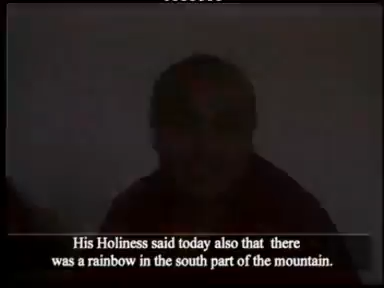 His Holiness said today also that there
was a rainbow in the south part of the mountain.